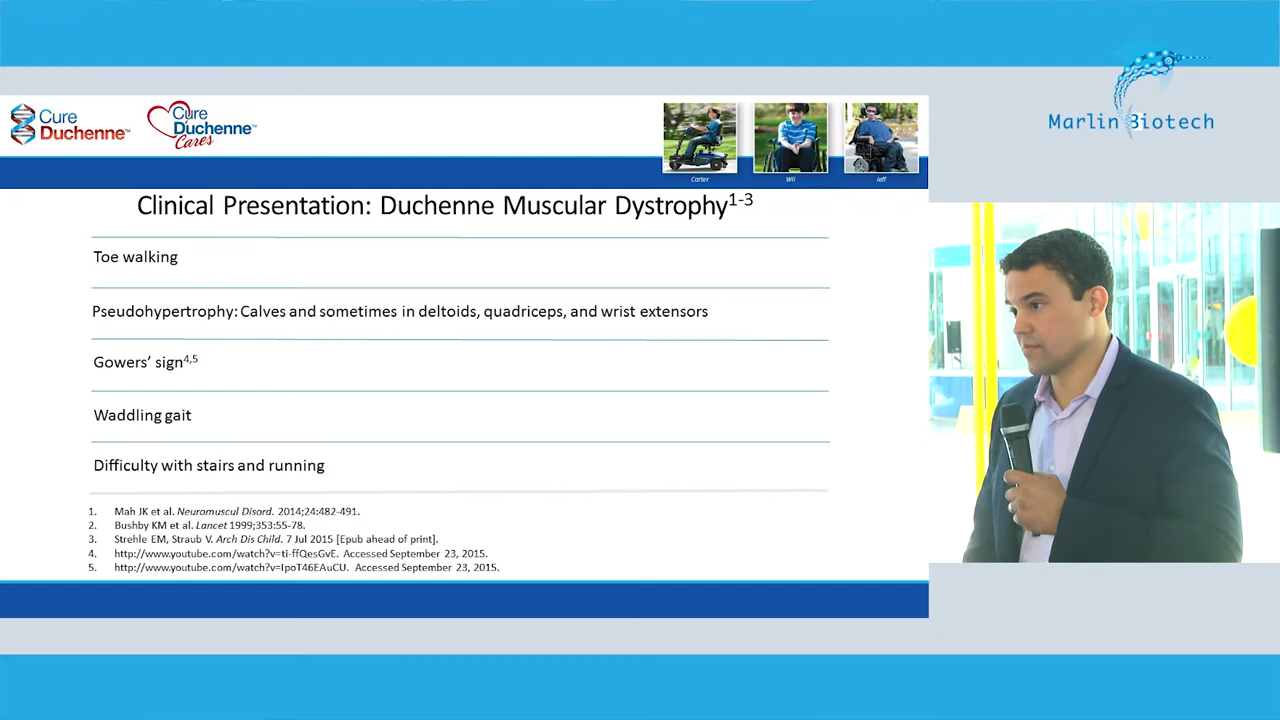 Cure
Duchenne™
Cure
Duchenne™
Cares
Carter
Wil
Jeff
Marlin Biotech
Clinical Presentation: Duchenne Muscular Dystrophy1-3
Toe walking
Pseudohypertrophy: Calves and sometimes in deltoids, quadriceps, and wrist extensors
Gowers’ sign4,5
Waddling gait
Difficulty with stairs and running
1. Mah JK et al. Neuromuscul Disord. 2014;24:482-491.
2. Bushby KM et al. Lancet 1999;353:55-78.
3. Strehle EM, Straub V. Arch Dis Child. 7 Jul 2015 [Epub ahead of print].
4. http://www.youtube.com/watch?v=ti-ffQesGvE. Accessed September 23, 2015.
5. http://www.youtube.com/watch?v=IpoT46EAuCU. Accessed September 23, 2015.